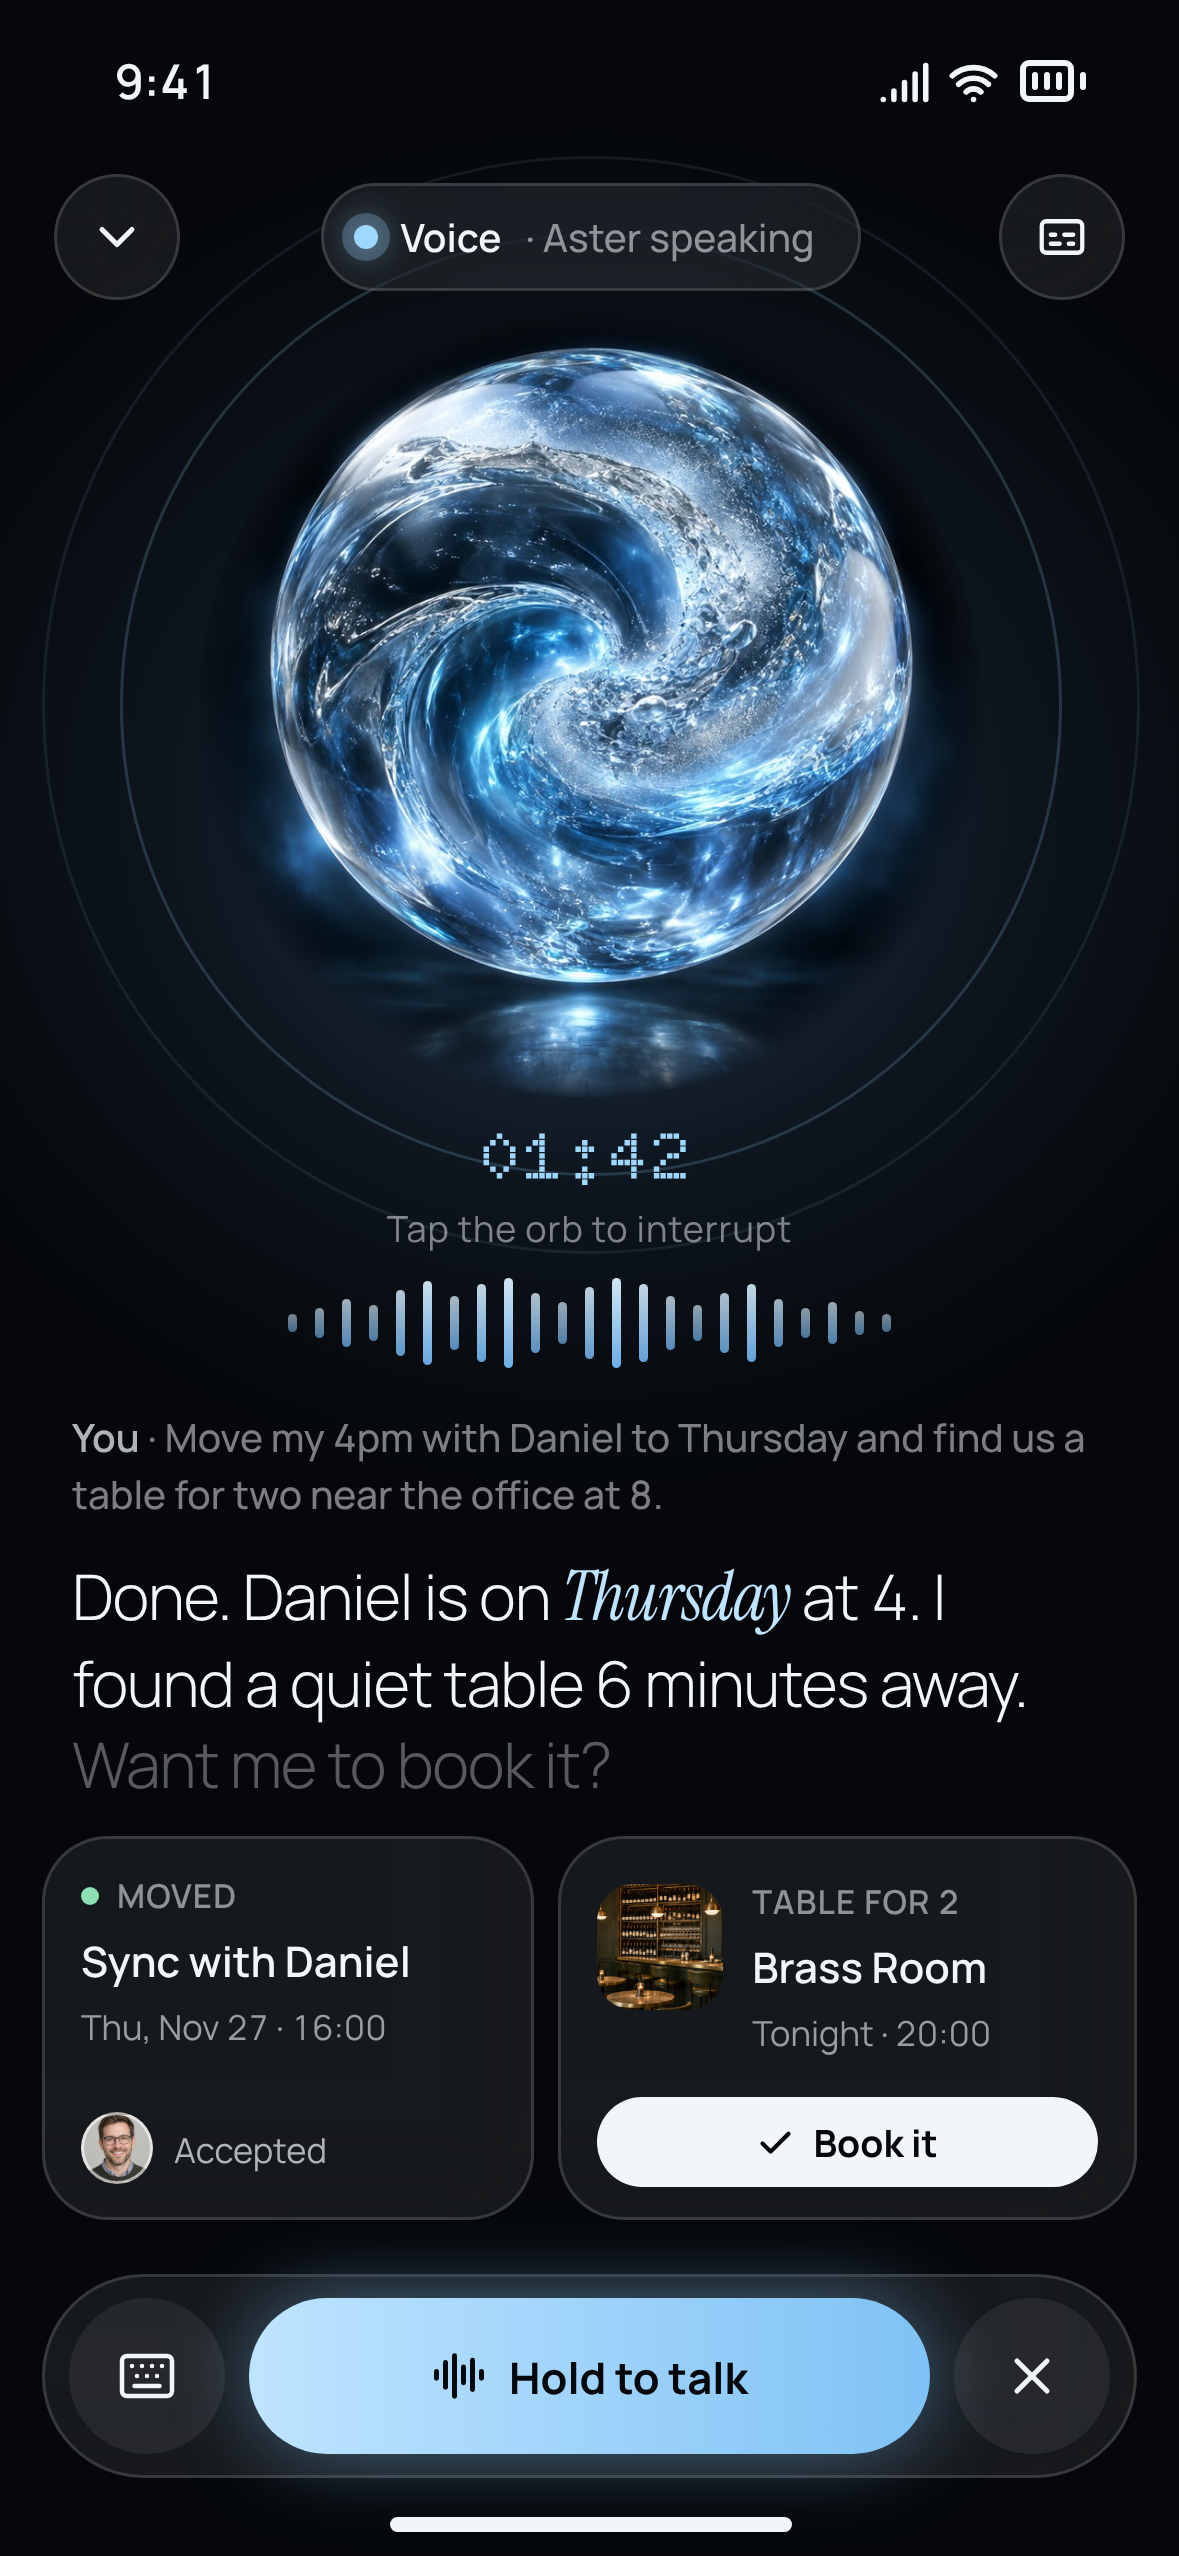 9:41
Voice · Aster speaking
01:42
Tap the orb to interrupt
You · Move my 4pm with Daniel to Thursday and find us a
table for two near the office at 8.
Done. Daniel is on Thursday at 4. I
found a quiet table 6 minutes away.
Want me to book it?
MOVED
Sync with Daniel
Thu, Nov 27 · 16:00
Accepted
TABLE FOR 2
Brass Room
Tonight · 20:00
Book it
Hold to talk